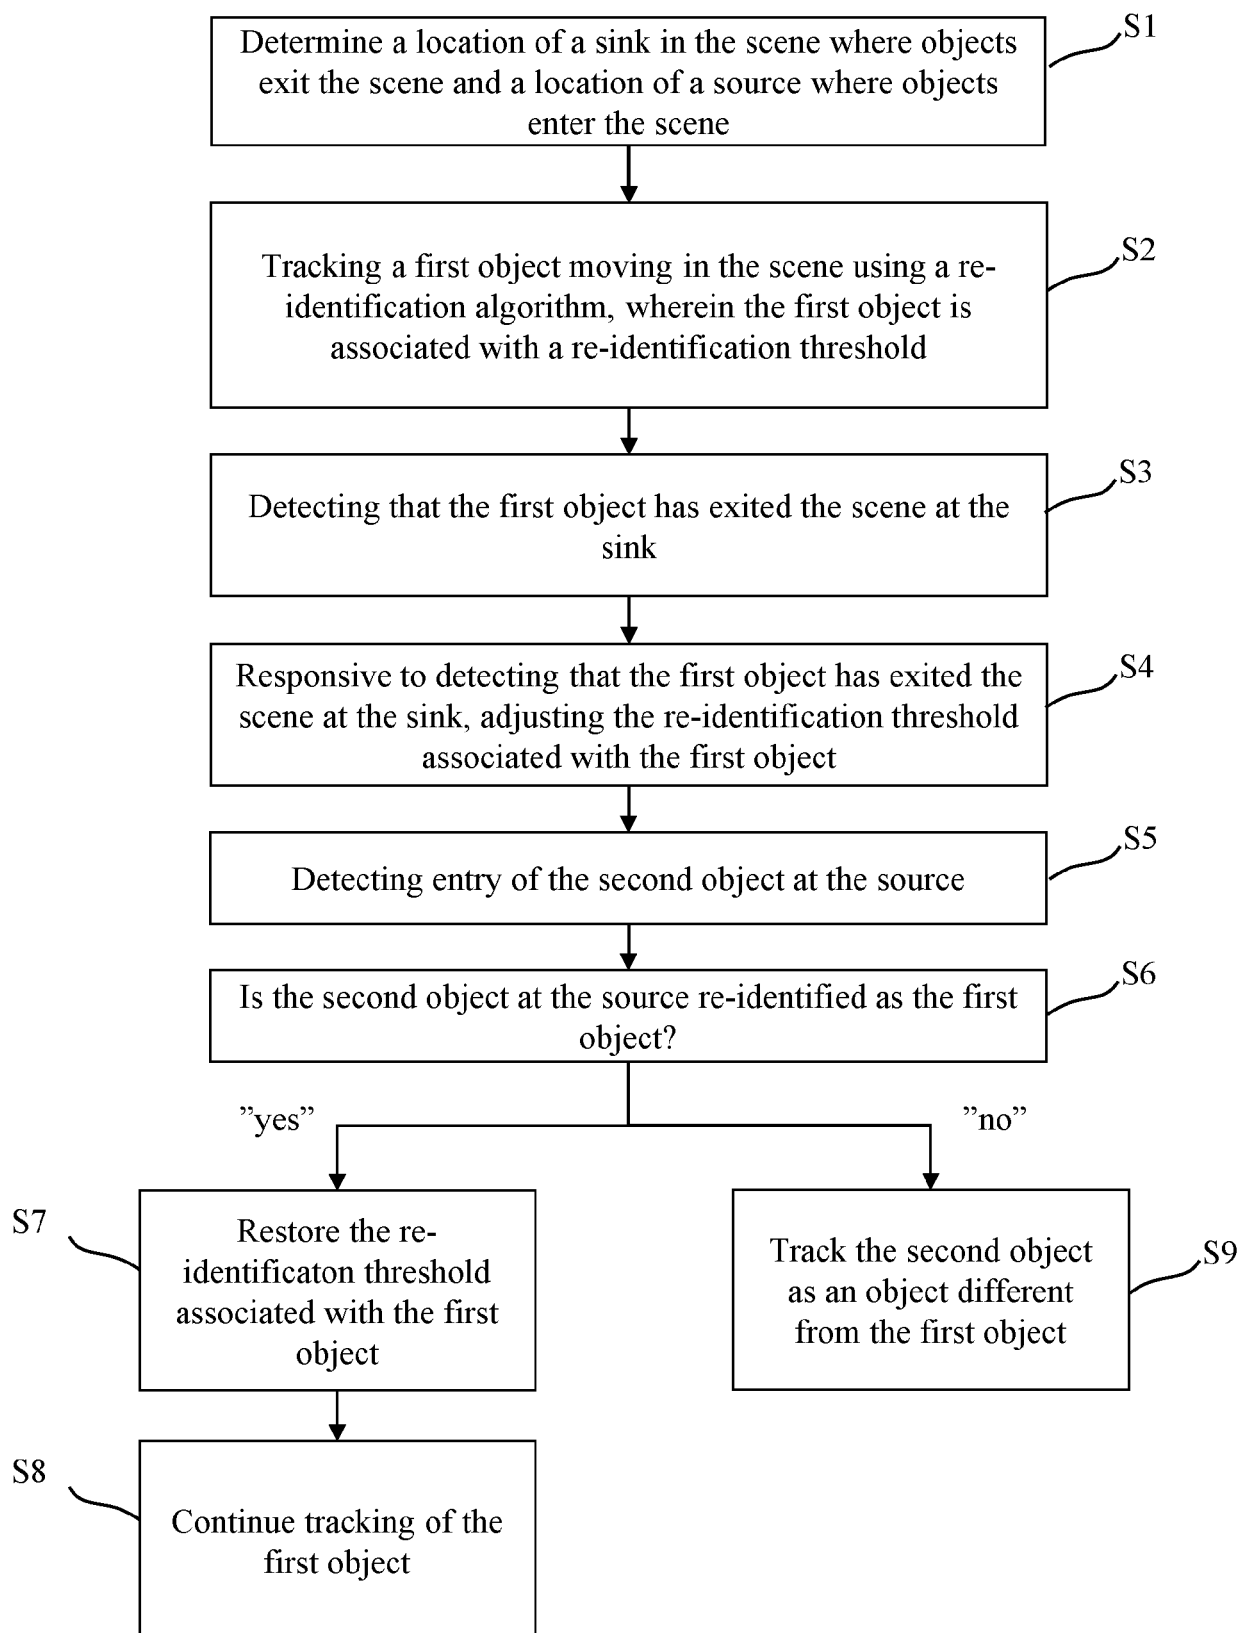 Determine a location of a sink in the scene where objects
exit the scene and a location of a source where objects
enter the scene
S1
Tracking a first object moving in the scene using a re-
identification algorithm, wherein the first object is
associated with a re-identification threshold
S2
Detecting that the first object has exited the scene at the
sink
S3
Responsive to detecting that the first object has exited the
scene at the sink, adjusting the re-identification threshold
associated with the first object
S4
Detecting entry of the second object at the source
S5
Is the second object at the source re-identified as the first
object?
S6
”yes”
”no”
S7
Restore the re-
identificaton threshold
associated with the first
object
Track the second object
as an object different
from the first object
S9
S8
Continue tracking of the
first object